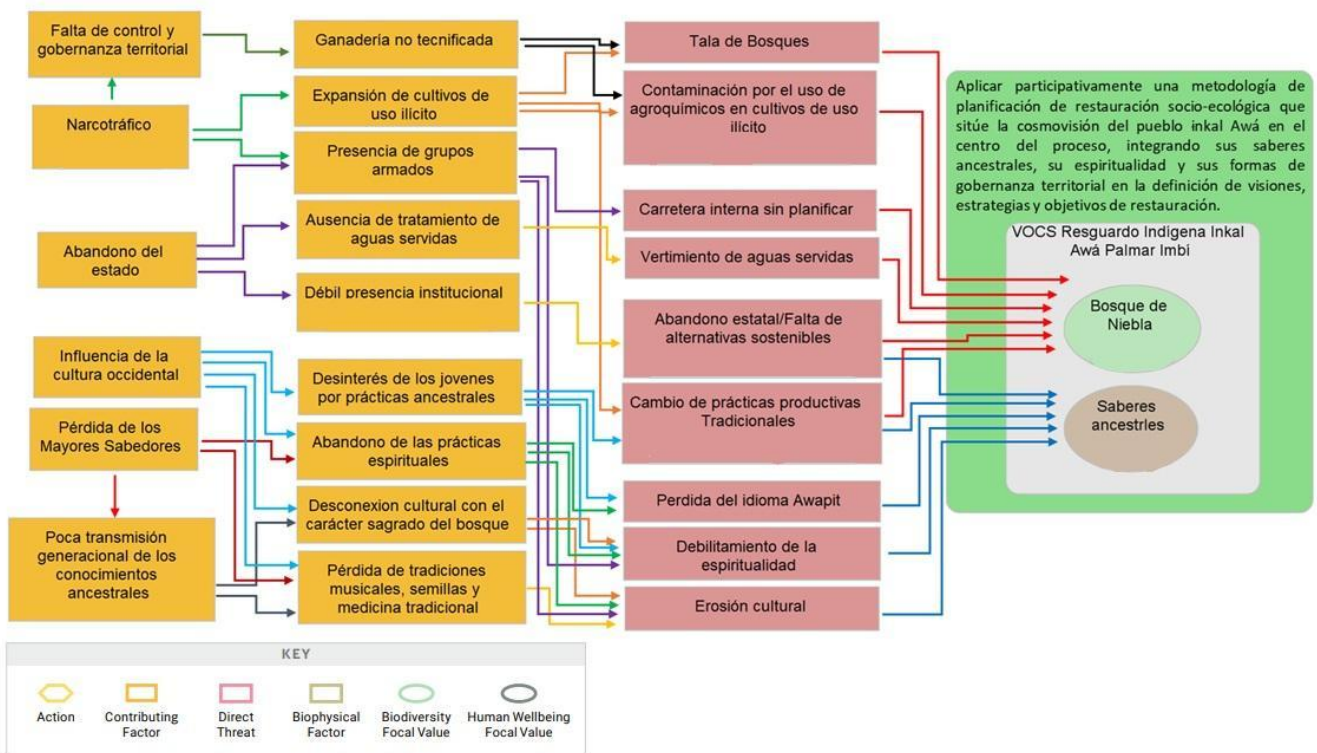 Falta de control y
gobernanza territorial
Narcotráfico
Abandono del
estado
Influencia de la
cultura occidental
Pérdida de los
Mayores Sabedores
Poca transmisión
generacional de los
conocimientos
ancestrales
Ganadería no tecnificada
Expansión de cultivos de
uso ilícito
Presencia de grupos
armados
Ausencia de tratamiento de
aguas servidas
Débil presencia institucional
Desinterés de los jovenes
por prácticas ancestrales
Abandono de las prácticas
espirituales
Desconexion cultural con el
carácter sagrado del bosque
Pérdida de tradiciones
musicales, semillas y
medicina tradicional
Tala de Bosques
Contaminación por el uso de
agroquímicos en cultivos de uso
ilícito
Carretera interna sin planificar
Vertimiento de aguas servidas
Abandono estatal/Falta de
alternativas sostenibles
Cambio de prácticas productivas
Tradicionales
Perdida del idioma Awapit
Debilitamiento de la
espiritualidad
Erosión cultural
Aplicar participativamente una metodología de
planificación de restauración socio-ecológica que
sitúe la cosmovisión del pueblo inkal Awá en el
centro del proceso, integrando sus saberes
ancestrales, su espiritualidad y sus formas de
gobernanza territorial en la definición de visiones,
estrategias y objetivos de restauración.
VOCS Resguardo Indígena Inkal
Awá Palmar Imbi
Bosque de
Niebla
Saberes
ancestrles
KEY
Action
Contributing
Factor
Direct
Threat
Biophysical
Factor
Biodiversity
Focal Value
Human Wellbeing
Focal Value